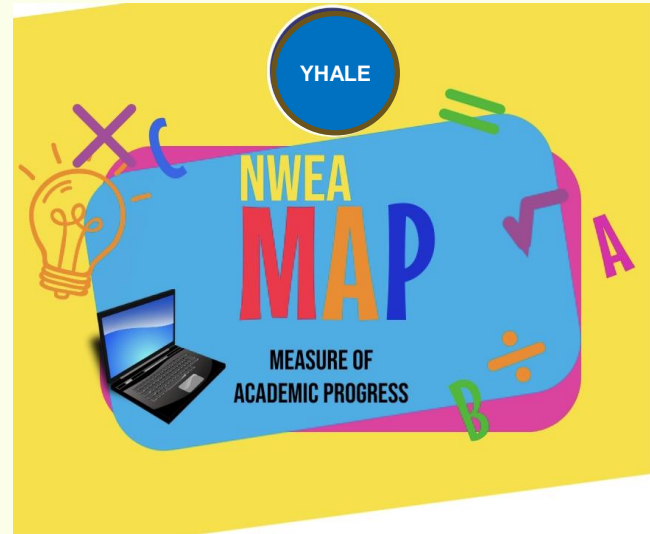 YHALE
NWEA
MAP
MEASURE OF
ACADEMIC PROGRESS
C
A
B